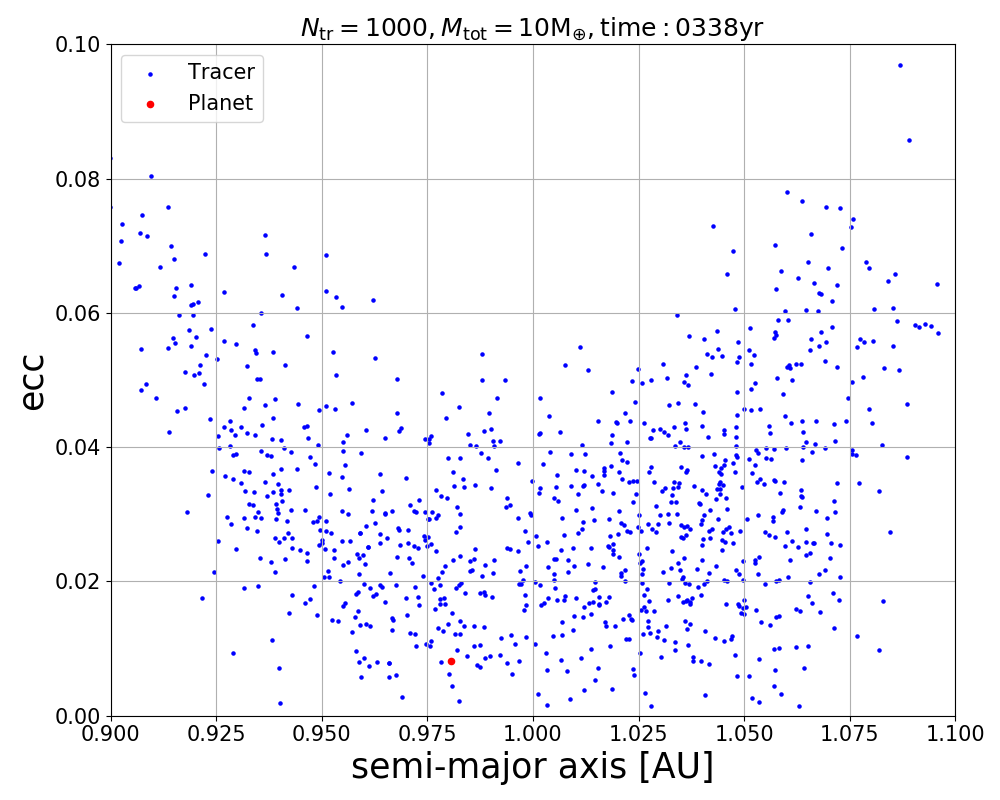 N_tr = 1000, M_tot = 10M_⊕, time : 0338yr
0.10
Tracer
Planet
0.08
0.06
ecc
0.04
0.02
0.00
0.900 0.925 0.950 0.975 1.000 1.025 1.050 1.075 1.100
semi-major axis [AU]